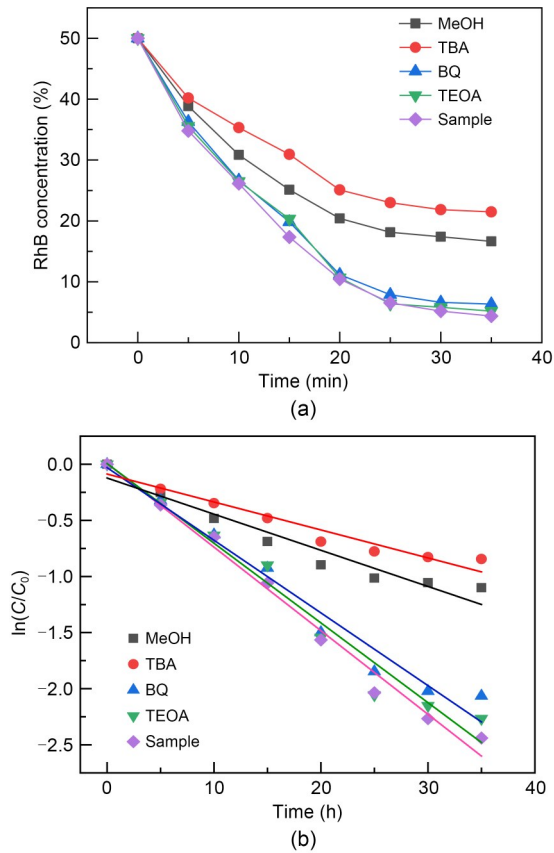 MeOH
TBA
BQ
TEOA
Sample
50
40
30
20
10
0
RhB concentration (%)
0 10 20 30 40
Time (min)
(a)
0.0
−0.5
−1.0
−1.5
−2.0
−2.5
ln(C/C₀)
MeOH
TBA
BQ
TEOA
Sample
0 10 20 30 40
Time (h)
(b)